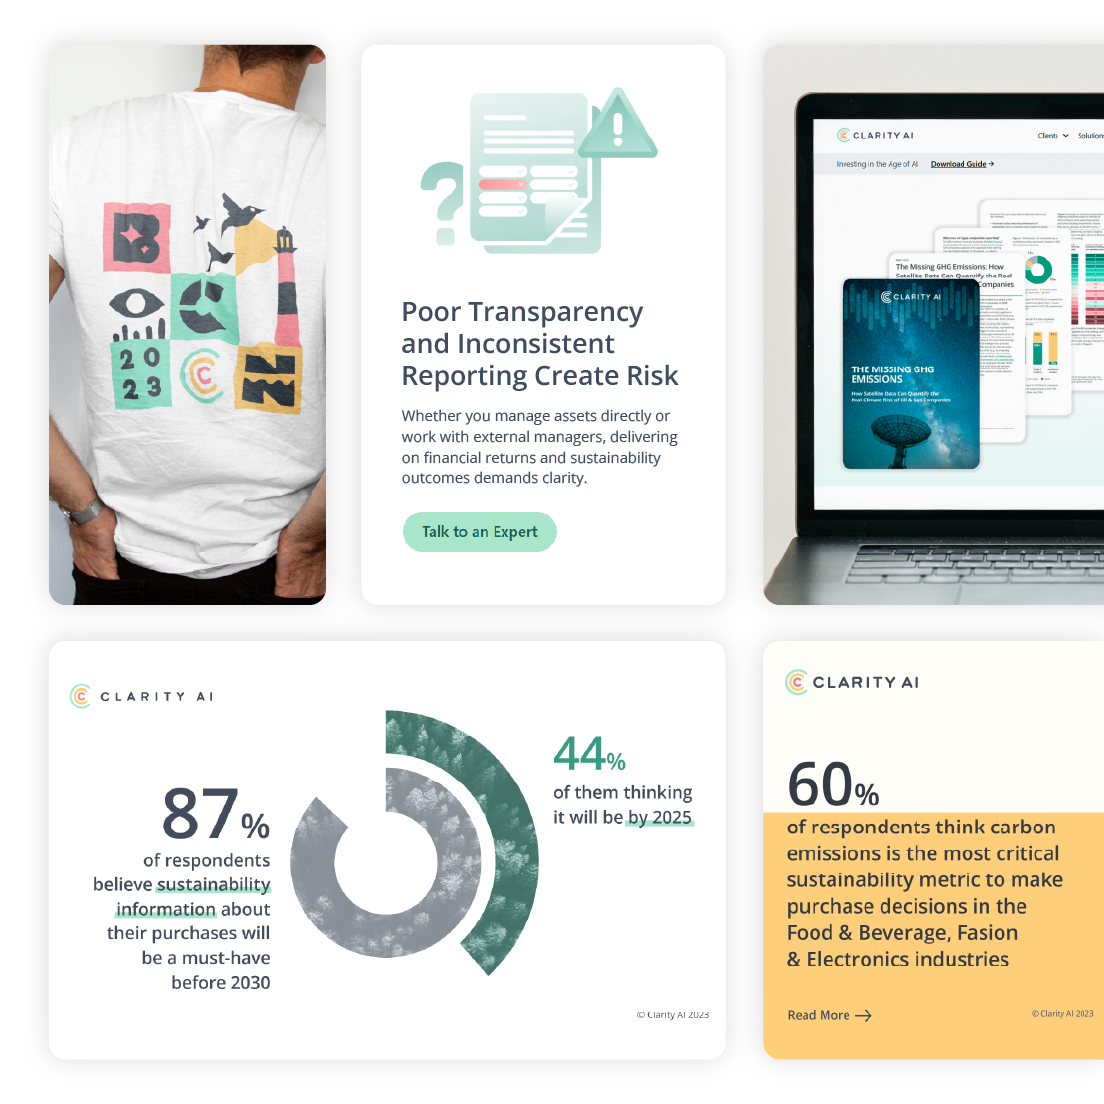 B
20
23
C
Poor Transparency
and Inconsistent
Reporting Create Risk
Whether you manage assets directly or
work with external managers, delivering
on financial returns and sustainability
outcomes demands clarity.
Talk to an Expert
CLARITY AI
Clients
Solutions
Investing in the Age of AI
Download Guide →
The Missing GHG Emissions: How
Satellite Data Can Quantify the Real
Companies
CLARITY AI
THE MISSING GHG
EMISSIONS
How Satellite Data Can Quantify the
Real Climate Risk of Oil & Gas Companies
CLARITY AI
87%
of respondents
believe sustainability
information about
their purchases will
be a must-have
before 2030
44%
of them thinking
it will be by 2025
© Clarity AI 2023
CLARITY AI
60%
of respondents think carbon
emissions is the most critical
sustainability metric to make
purchase decisions in the
Food & Beverage, Fasion
& Electronics industries
Read More →
© Clarity AI 2023